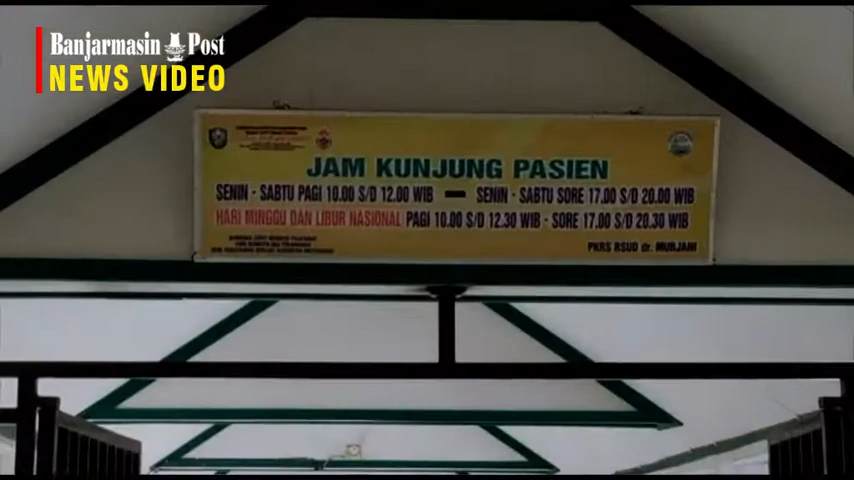 Banjarmasin Post
NEWS VIDEO
JAM KUNJUNG PASIEN
SENIN - SABTU PAGI 10.00 S/D 12.00 WIB - SENIN - SABTU SORE 17.00 S/D 20.00 WIB
HARI MINGGU DAN LIBUR NASIONAL PAGI 10.00 S/D 12.30 WIB - SORE 17.00 S/D 20.30 WIB
PKRS RSUD dr. MURJANI